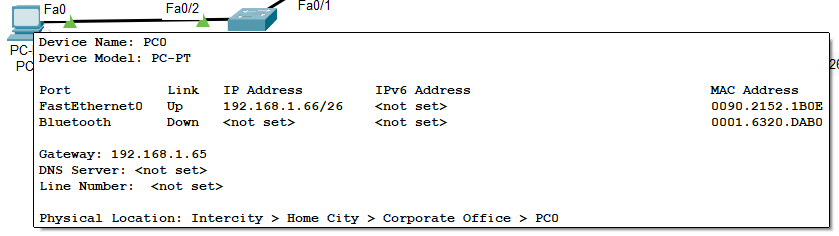 Fa0 Fa0/2 Fa0/1
PC-
PC
Device Name: PC0
Device Model: PC-PT
Port Link IP Address IPv6 Address MAC Address
FastEthernet0 Up 192.168.1.66/26 <not set> 0090.2152.1B0E
Bluetooth Down <not set> <not set> 0001.6320.DAB0
Gateway: 192.168.1.65
DNS Server: <not set>
Line Number: <not set>
Physical Location: Intercity > Home City > Corporate Office > PC0